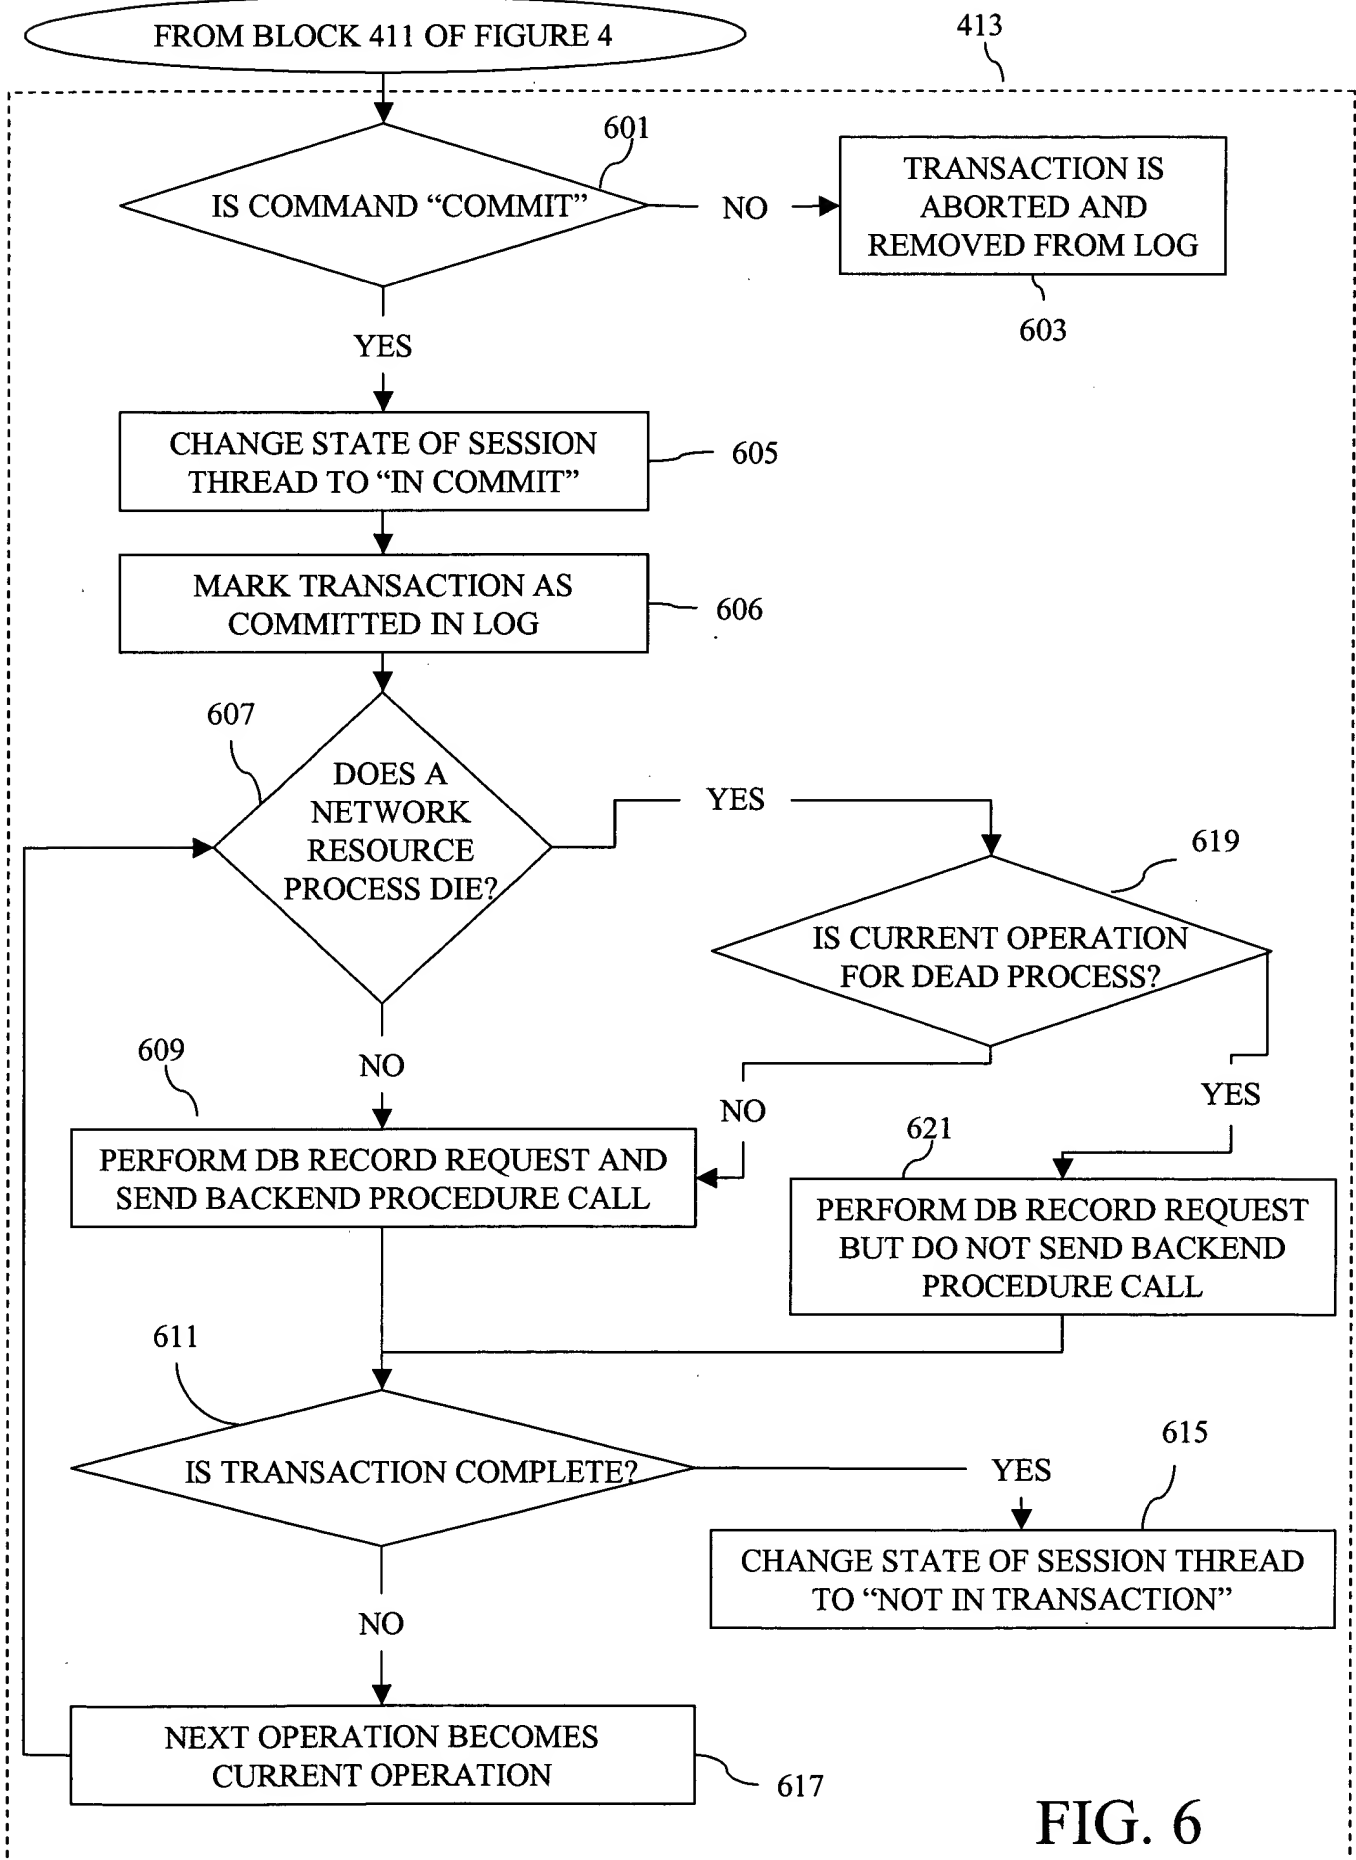 FROM BLOCK 411 OF FIGURE 4
413
601
IS COMMAND “COMMIT”
NO
TRANSACTION IS
ABORTED AND
REMOVED FROM LOG
603
YES
CHANGE STATE OF SESSION
THREAD TO “IN COMMIT”
605
MARK TRANSACTION AS
COMMITTED IN LOG
606
607
DOES A
NETWORK
RESOURCE
PROCESS DIE?
YES
619
IS CURRENT OPERATION
FOR DEAD PROCESS?
NO
609
NO
YES
621
PERFORM DB RECORD REQUEST AND
SEND BACKEND PROCEDURE CALL
PERFORM DB RECORD REQUEST
BUT DO NOT SEND BACKEND
PROCEDURE CALL
611
IS TRANSACTION COMPLETE?
YES
615
CHANGE STATE OF SESSION THREAD
TO “NOT IN TRANSACTION”
NO
NEXT OPERATION BECOMES
CURRENT OPERATION
617
FIG. 6